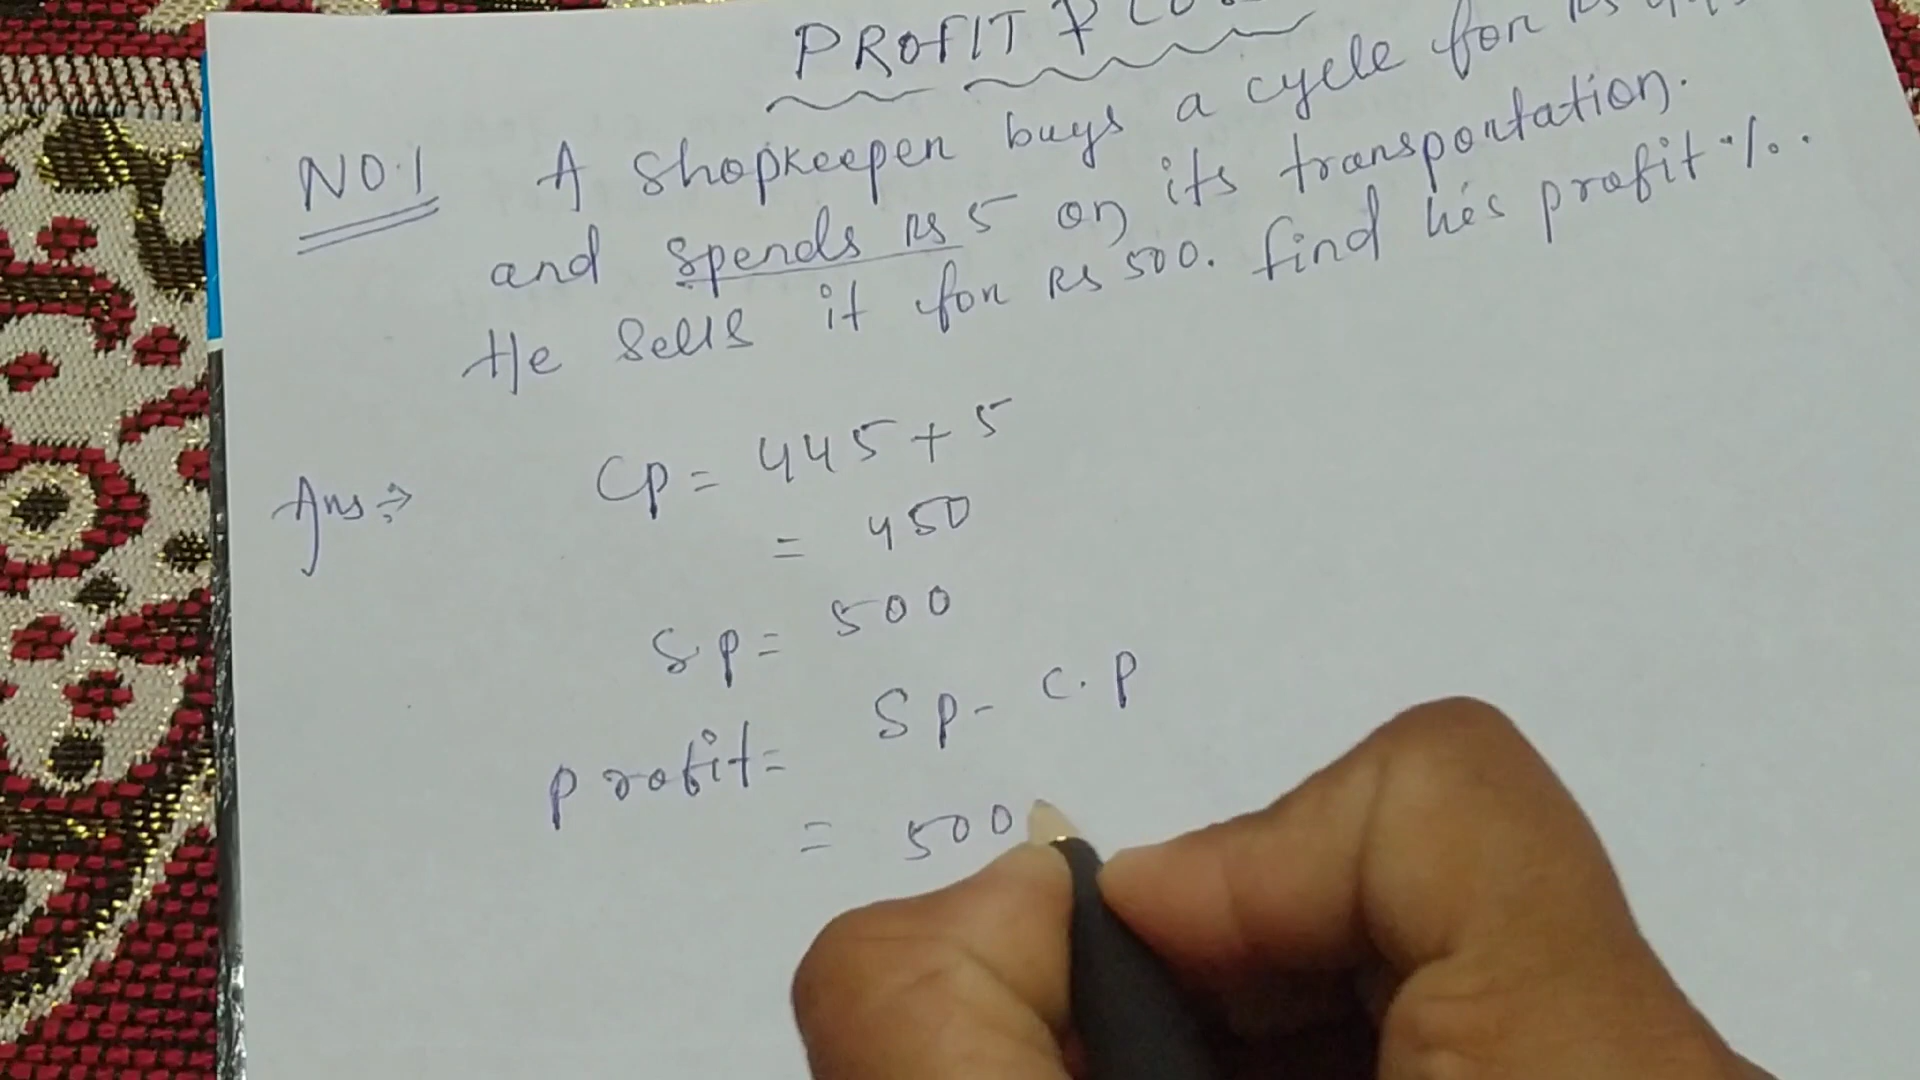 PROFIT &
NO.1 A shopkeeper buys a cycle for Rs
and spends Rs 5 on its transportation.
He sells it for Rs 500. find his profit %.
Ans:→ Cp = 445 + 5
= 450
S.p = 500
profit = Sp - C.P
= 500